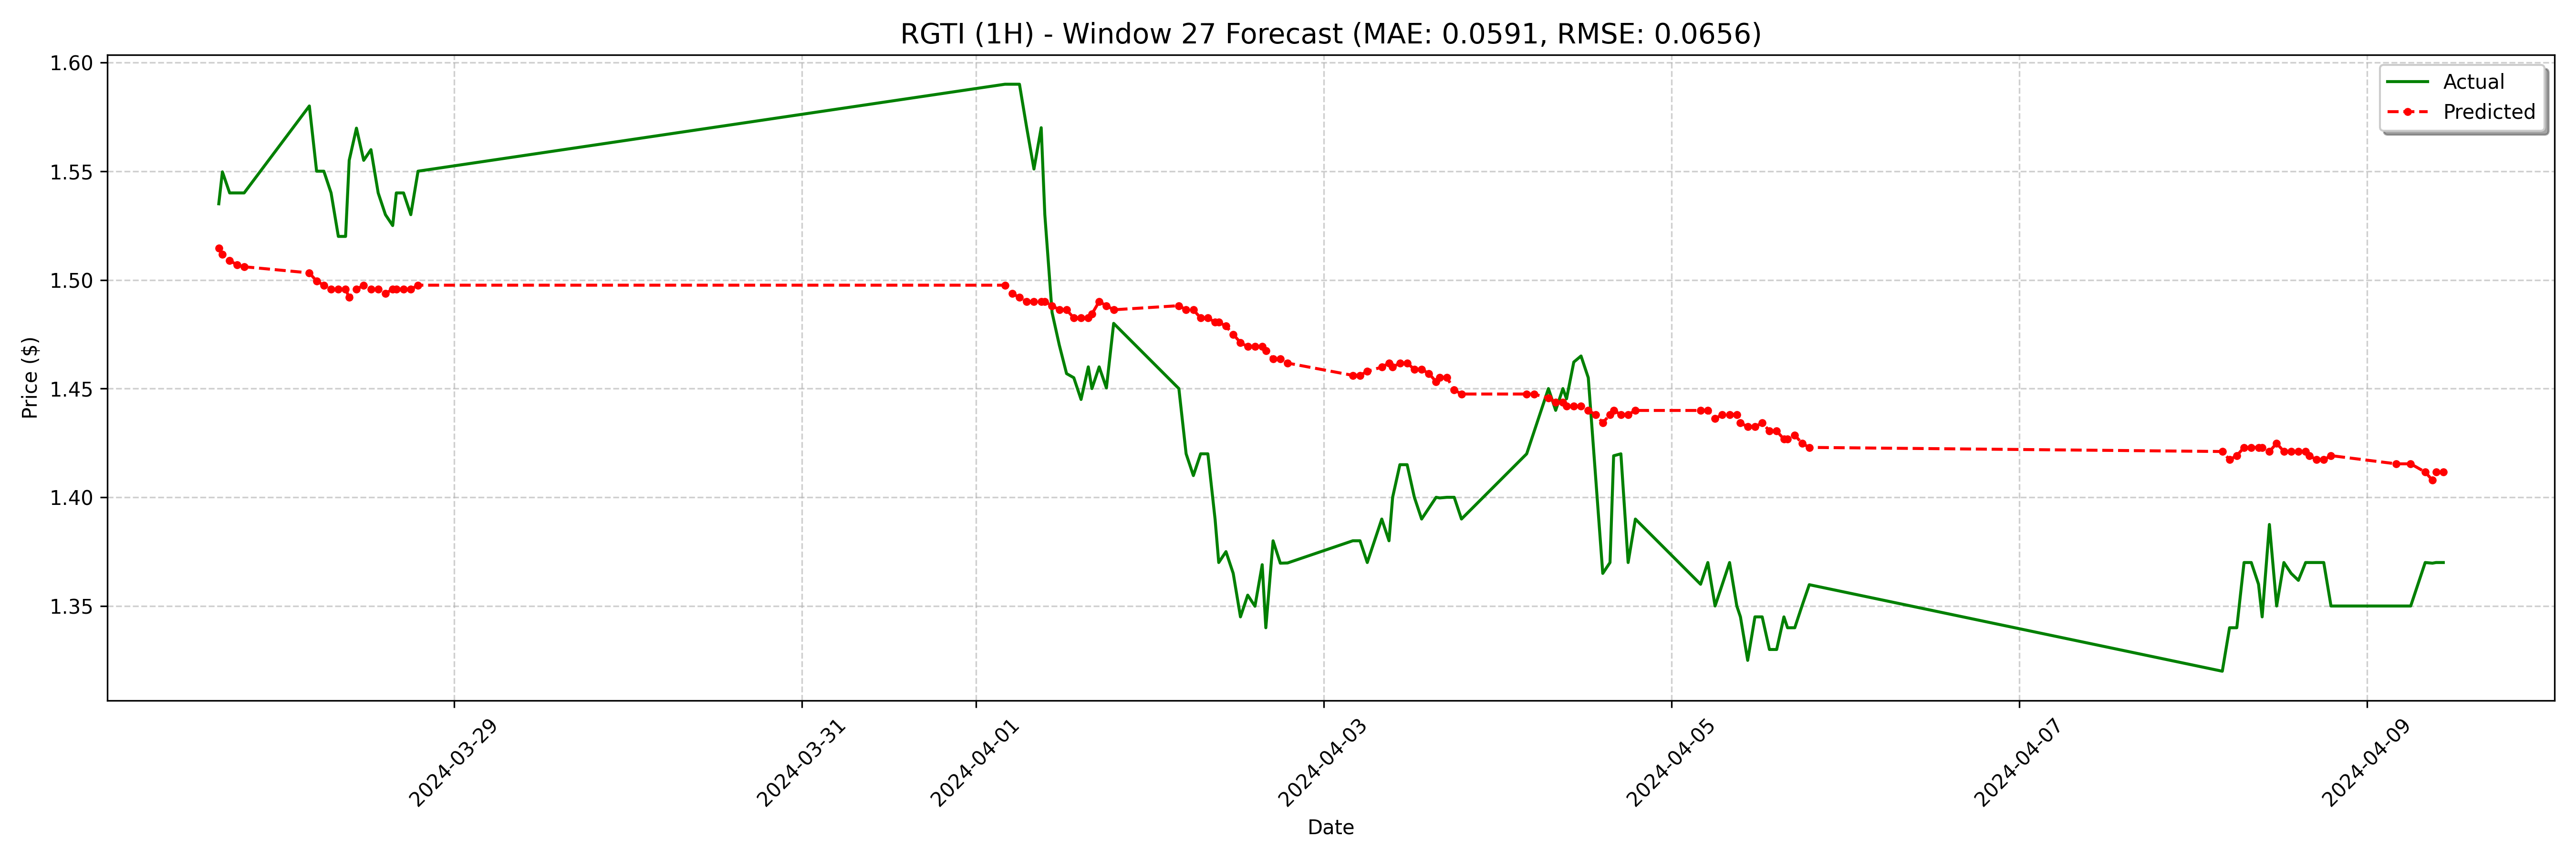 RGTI (1H) - Window 27 Forecast (MAE: 0.0591, RMSE: 0.0656)
Price ($)
1.60
1.55
1.50
1.45
1.40
1.35
Actual
Predicted
2024-03-29
2024-03-31
2024-04-01
2024-04-03
2024-04-05
2024-04-07
2024-04-09
Date